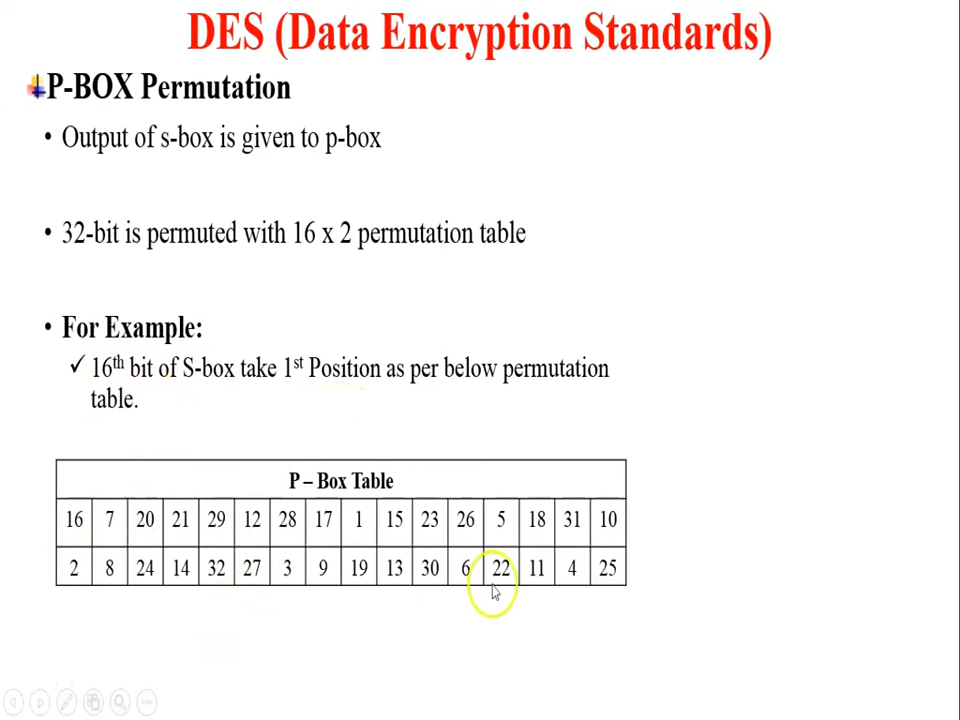 DES (Data Encryption Standards)
P-BOX Permutation
• Output of s-box is given to p-box
• 32-bit is permuted with 16 x 2 permutation table
• For Example:
✓ 16th bit of S-box take 1st Position as per below permutation
table.
P – Box Table
16 7 20 21 29 12 28 17 1 15 23 26 5 18 31 10
2 8 24 14 32 27 3 9 19 13 30 6 22 11 4 25